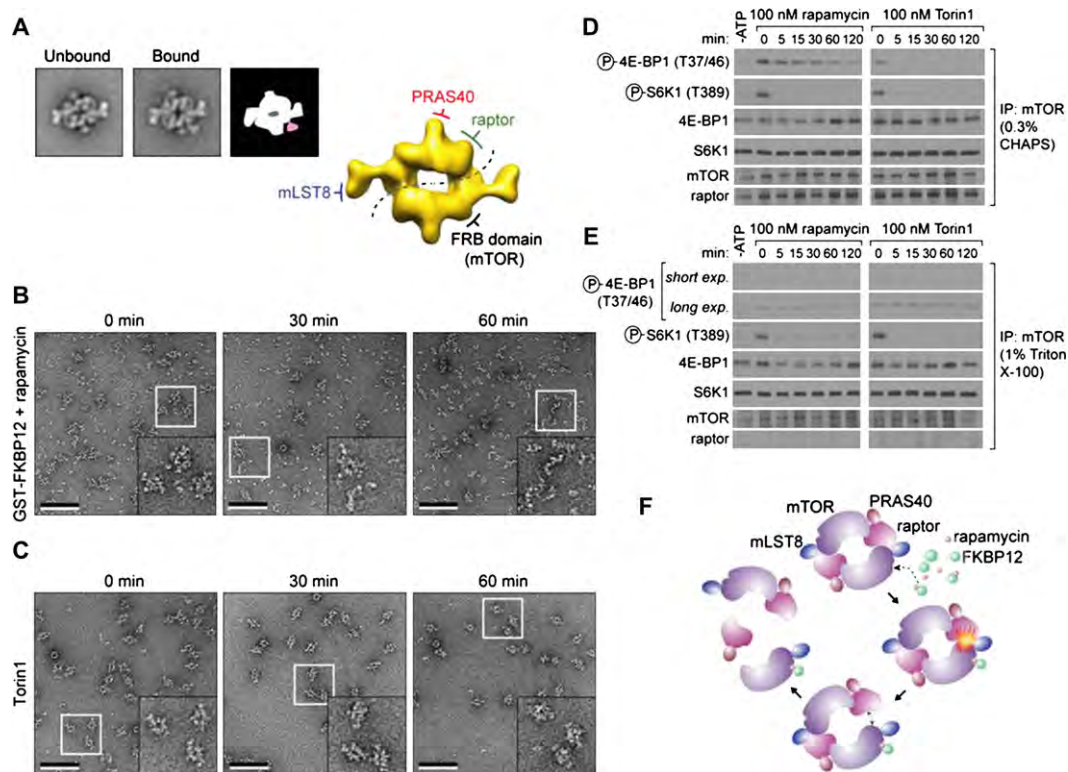 A
Unbound Bound
PRAS40
raptor
mLST8
FRB domain
(mTOR)
B
0 min 30 min 60 min
GST-FKBP12 + rapamycin
C
0 min 30 min 60 min
Torin1
D
-ATP 100 nM rapamycin 100 nM Torin1
min: 0 5 15 30 60 120 0 5 15 30 60 120
P-4E-BP1 (T37/46)
P-S6K1 (T389)
4E-BP1
S6K1
mTOR
raptor
IP: mTOR
(0.3%
CHAPS)
E
-ATP 100 nM rapamycin 100 nM Torin1
min: 0 5 15 30 60 120 0 5 15 30 60 120
P-4E-BP1
(T37/46)
short exp.
long exp.
P-S6K1 (T389)
4E-BP1
S6K1
mTOR
raptor
IP: mTOR
(1% Triton
X-100)
F
mTOR PRAS40
raptor
mLST8
rapamycin
FKBP12